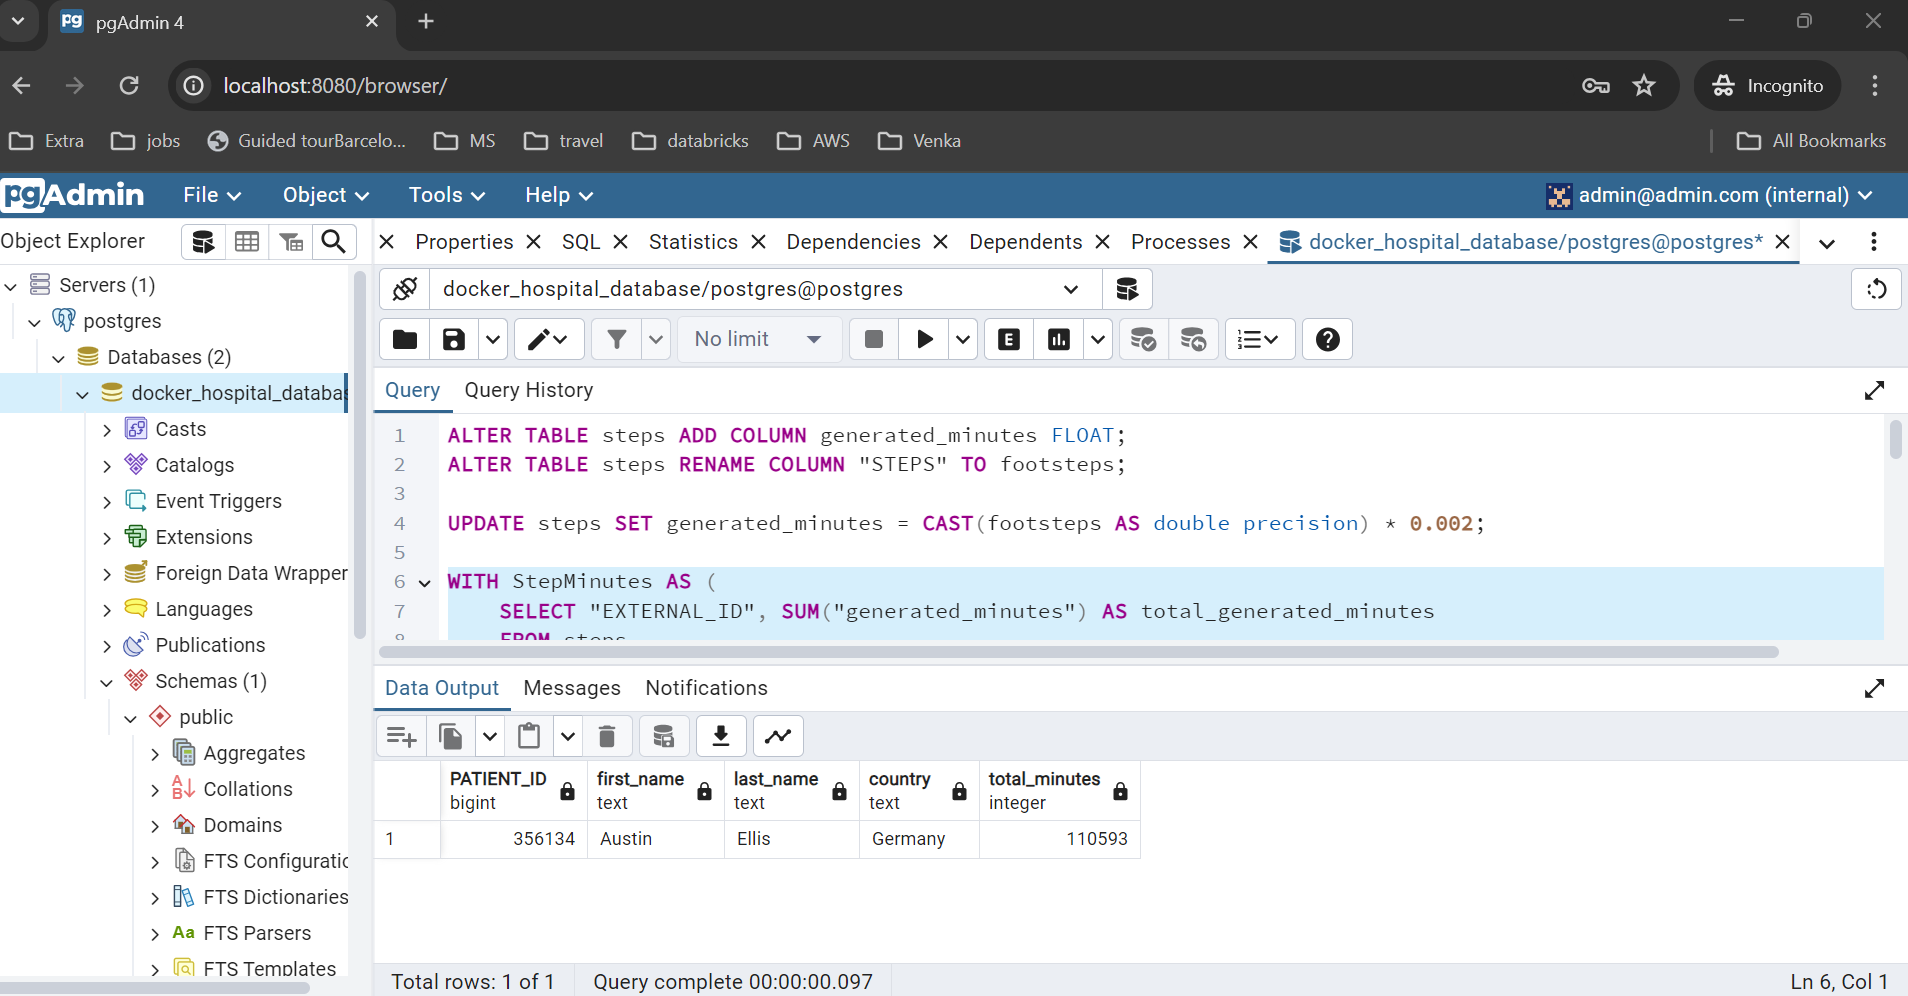 pgAdmin 4
localhost:8080/browser/
Incognito
Extra
jobs
Guided tourBarcelo...
MS
travel
databricks
AWS
Venka
All Bookmarks
pgAdmin
File
Object
Tools
Help
admin@admin.com (internal)
Object Explorer
Properties
SQL
Statistics
Dependencies
Dependents
Processes
docker_hospital_database/postgres@postgres*
Servers (1)
postgres
Databases (2)
docker_hospital_databas
Casts
Catalogs
Event Triggers
Extensions
Foreign Data Wrapper
Languages
Publications
Schemas (1)
public
Aggregates
Collations
Domains
FTS Configuratic
FTS Dictionaries
Aa FTS Parsers
FTS Templates
docker_hospital_database/postgres@postgres
No limit
E
Query
Query History
1 ALTER TABLE steps ADD COLUMN generated_minutes FLOAT;
2 ALTER TABLE steps RENAME COLUMN "STEPS" TO footsteps;
3
4 UPDATE steps SET generated_minutes = CAST(footsteps AS double precision) * 0.002;
5
6 WITH StepMinutes AS (
7 SELECT "EXTERNAL_ID", SUM("generated_minutes") AS total_generated_minutes
8 FROM steps
Data Output
Messages
Notifications
PATIENT_ID first_name last_name country total_minutes
bigint text text text integer
1 356134 Austin Ellis Germany 110593
Total rows: 1 of 1
Query complete 00:00:00.097
Ln 6, Col 1